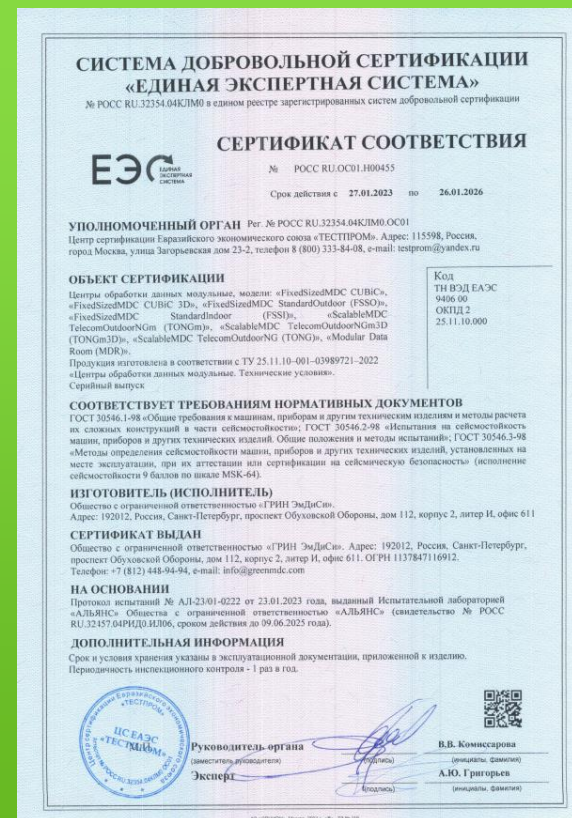 СИСТЕМА ДОБРОВОЛЬНОЙ СЕРТИФИКАЦИИ
«ЕДИНАЯ ЭКСПЕРТНАЯ СИСТЕМА»
№ РОСС RU.32354.04КЛМ0 в едином реестре зарегистрированных систем добровольной сертификации
ЕЭС ЕДИНАЯ
ЭКСПЕРТНАЯ
СИСТЕМА
СЕРТИФИКАТ СООТВЕТСТВИЯ
№ РОСС RU.ОС01.Н00455
Срок действия с 27.01.2023 по 26.01.2026
УПОЛНОМОЧЕННЫЙ ОРГАН Рег. № РОСС RU.32354.04КЛМ0.ОС01
Центр сертификации Евразийского экономического союза «ТЕСТПРОМ». Адрес: 115598, Россия,
город Москва, улица Загорьевская дом 23-2, телефон 8 (800) 333-84-08, e-mail: testprom@yandex.ru
ОБЪЕКТ СЕРТИФИКАЦИИ
Центры обработки данных модульные, модели: «FixedSizedMDC CUBiC»,
«FixedSizedMDC CUBiC 3D», «FixedSizedMDC StandardOutdoor (FSSO)»,
«FixedSizedMDC StandardIndoor (FSSI)», «ScalableMDC
TelecomOutdoorNGm (TONGm)», «ScalableMDC TelecomOutdoorNGm3D
(TONGm3D)», «ScalableMDC TelecomOutdoorNG (TONG)», «Modular Data
Room (MDR)».
Продукция изготовлена в соответствии с ТУ 25.11.10–001–03989721–2022
«Центры обработки данных модульные. Технические условия».
Серийный выпуск
Код
ТН ВЭД ЕАЭС
9406 00
ОКПД 2
25.11.10.000
СООТВЕТСТВУЕТ ТРЕБОВАНИЯМ НОРМАТИВНЫХ ДОКУМЕНТОВ
ГОСТ 30546.1-98 «Общие требования к машинам, приборам и другим техническим изделиям и методы расчета
их сложных конструкций в части сейсмостойкости»; ГОСТ 30546.2-98 «Испытания на сейсмостойкость
машин, приборов и других технических изделий. Общие положения и методы испытаний»; ГОСТ 30546.3-98
«Методы определения сейсмостойкости машин, приборов и других технических изделий, установленных на
месте эксплуатации, при их аттестации или сертификации на сейсмическую безопасность» (исполнение
сейсмостойкости 9 баллов по шкале MSK-64).
ИЗГОТОВИТЕЛЬ (ИСПОЛНИТЕЛЬ)
Общество с ограниченной ответственностью «ГРИН ЭмДиСи».
Адрес: 192012, Россия, Санкт-Петербург, проспект Обуховской Обороны, дом 112, корпус 2, литер И, офис 611
СЕРТИФИКАТ ВЫДАН
Общество с ограниченной ответственностью «ГРИН ЭмДиСи». Адрес: 192012, Россия, Санкт-Петербург,
проспект Обуховской Обороны, дом 112, корпус 2, литер И, офис 611. ОГРН 1137847116912.
Телефон: +7 (812) 448-94-94, e-mail: info@greenmdc.com
НА ОСНОВАНИИ
Протокол испытаний № АЛ-23/01-0222 от 23.01.2023 года, выданный Испытательной лабораторией
«АЛЬЯНС» Общества с ограниченной ответственностью «АЛЬЯНС» (свидетельство № РОСС
RU.32457.04РИД0.ИЛ06, сроком действия до 09.06.2025 года).
ДОПОЛНИТЕЛЬНАЯ ИНФОРМАЦИЯ
Срок и условия хранения указаны в эксплуатационной документации, приложенной к изделию.
Периодичность инспекционного контроля - 1 раз в год.
ЦС ЕАЭС
«ТЕСТПРОМ»
М.П.
Руководитель органа
(заместитель руководителя)
(подпись)
В.В. Комиссарова
(инициалы, фамилия)
Эксперт
(подпись)
А.Ю. Григорьев
(инициалы, фамилия)